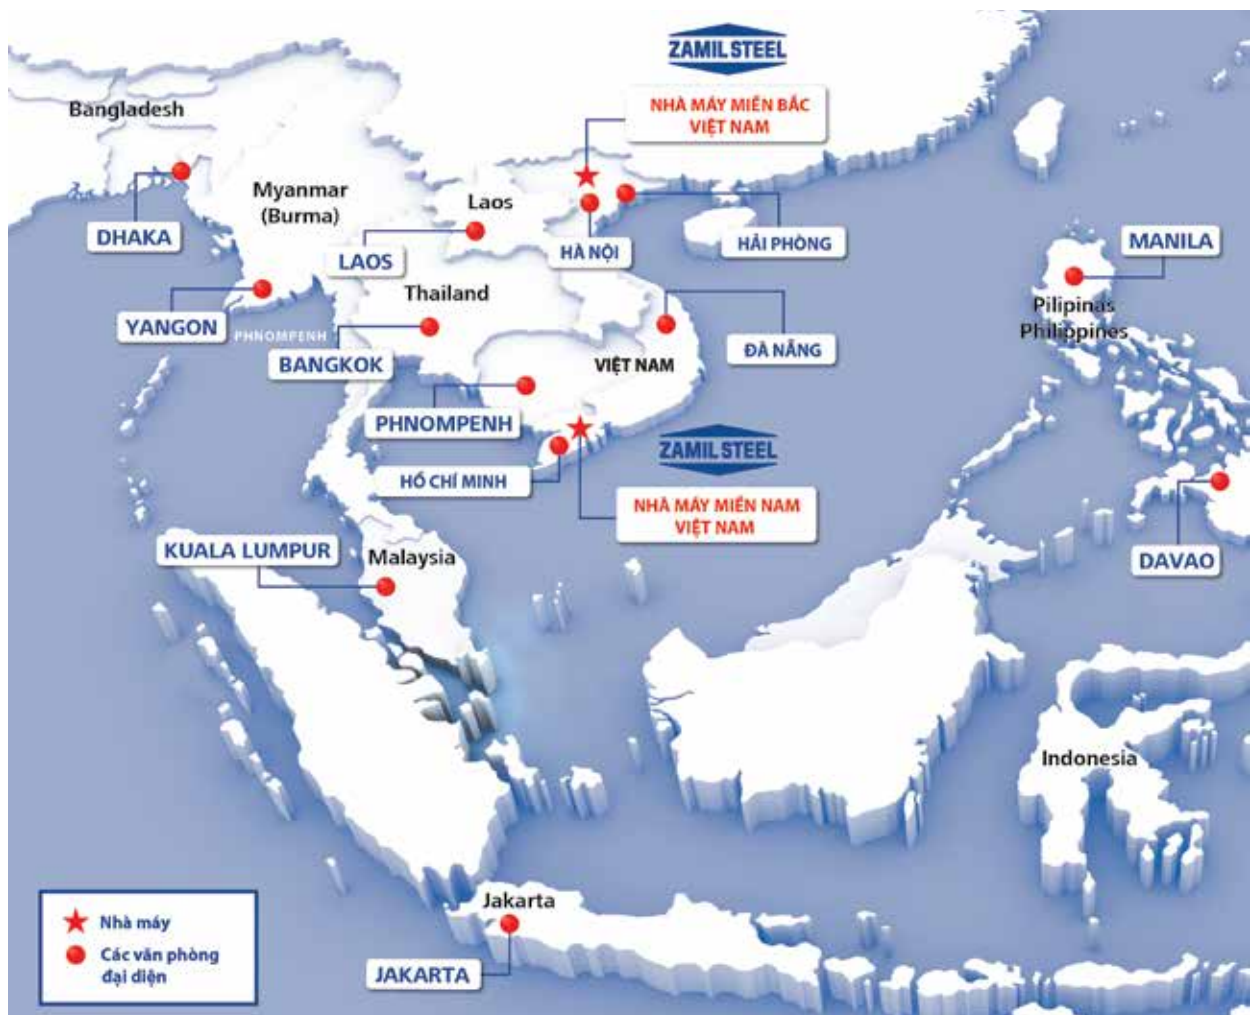 ZAMIL STEEL
NHÀ MÁY MIỀN BẮC
VIỆT NAM
Bangladesh
Myanmar
(Burma)
Laos
DHAKA
LAOS
HÀ NỘI
HẢI PHÒNG
MANILA
Thailand
Pilipinas
Philippines
YANGON
PHNOMPENH
BANGKOK
VIỆT NAM
ĐÀ NẴNG
PHNOMPENH
ZAMIL STEEL
HỒ CHÍ MINH
NHÀ MÁY MIỀN NAM
VIỆT NAM
KUALA LUMPUR
Malaysia
DAVAO
Indonesia
Jakarta
JAKARTA
Nhà máy
Các văn phòng
đại diện